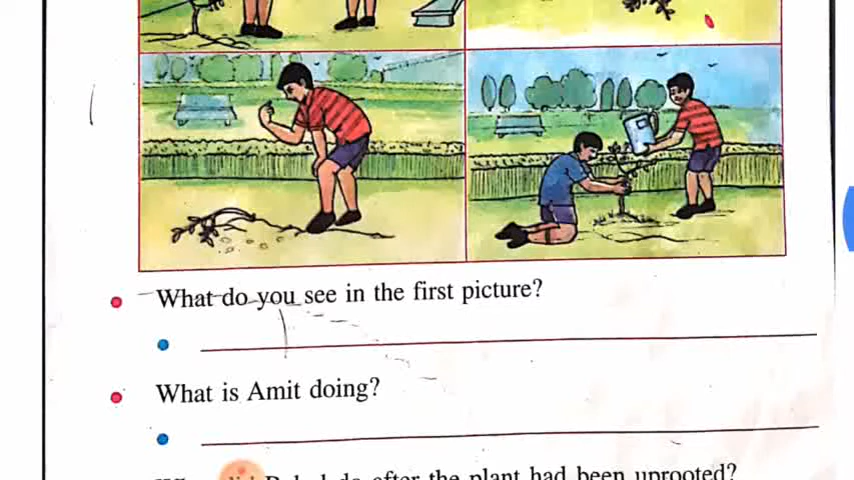 What do you see in the first picture?
What is Amit doing?
do after the plant had been uprooted?